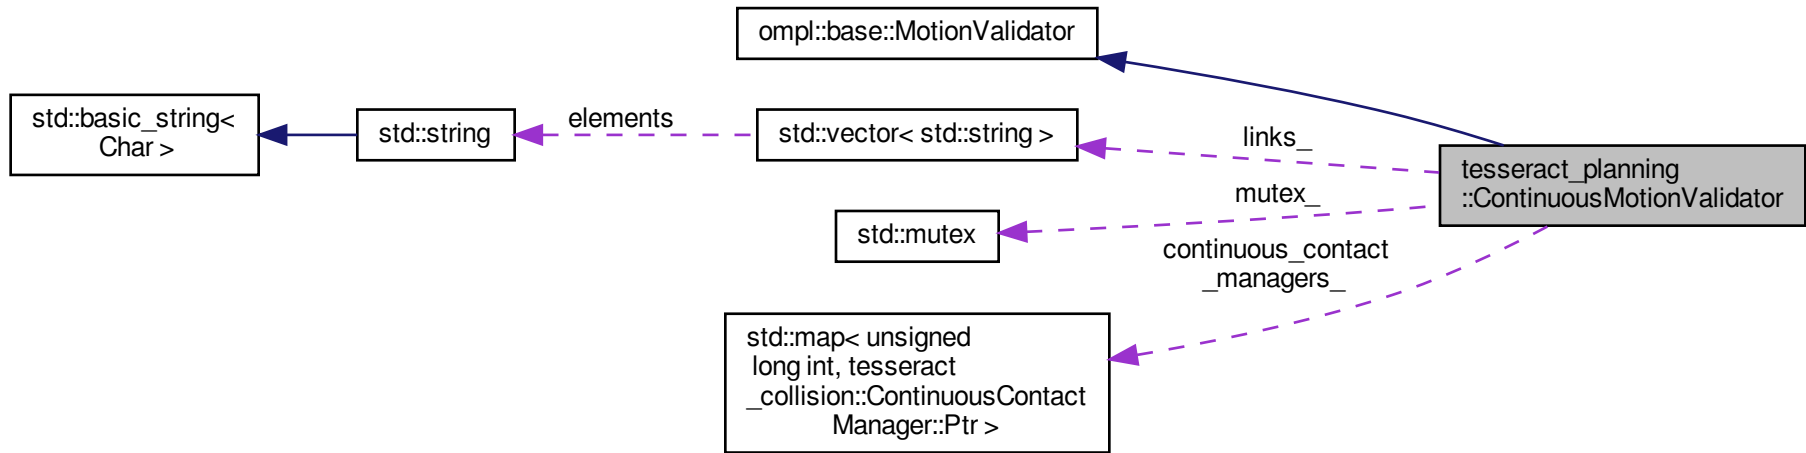 ompl::base::MotionValidator
std::basic_string<
Char >
std::string
elements
std::vector< std::string >
links_
tesseract_planning
::ContinuousMotionValidator
mutex_
std::mutex
continuous_contact
_managers_
std::map< unsigned
long int, tesseract
_collision::ContinuousContact
Manager::Ptr >